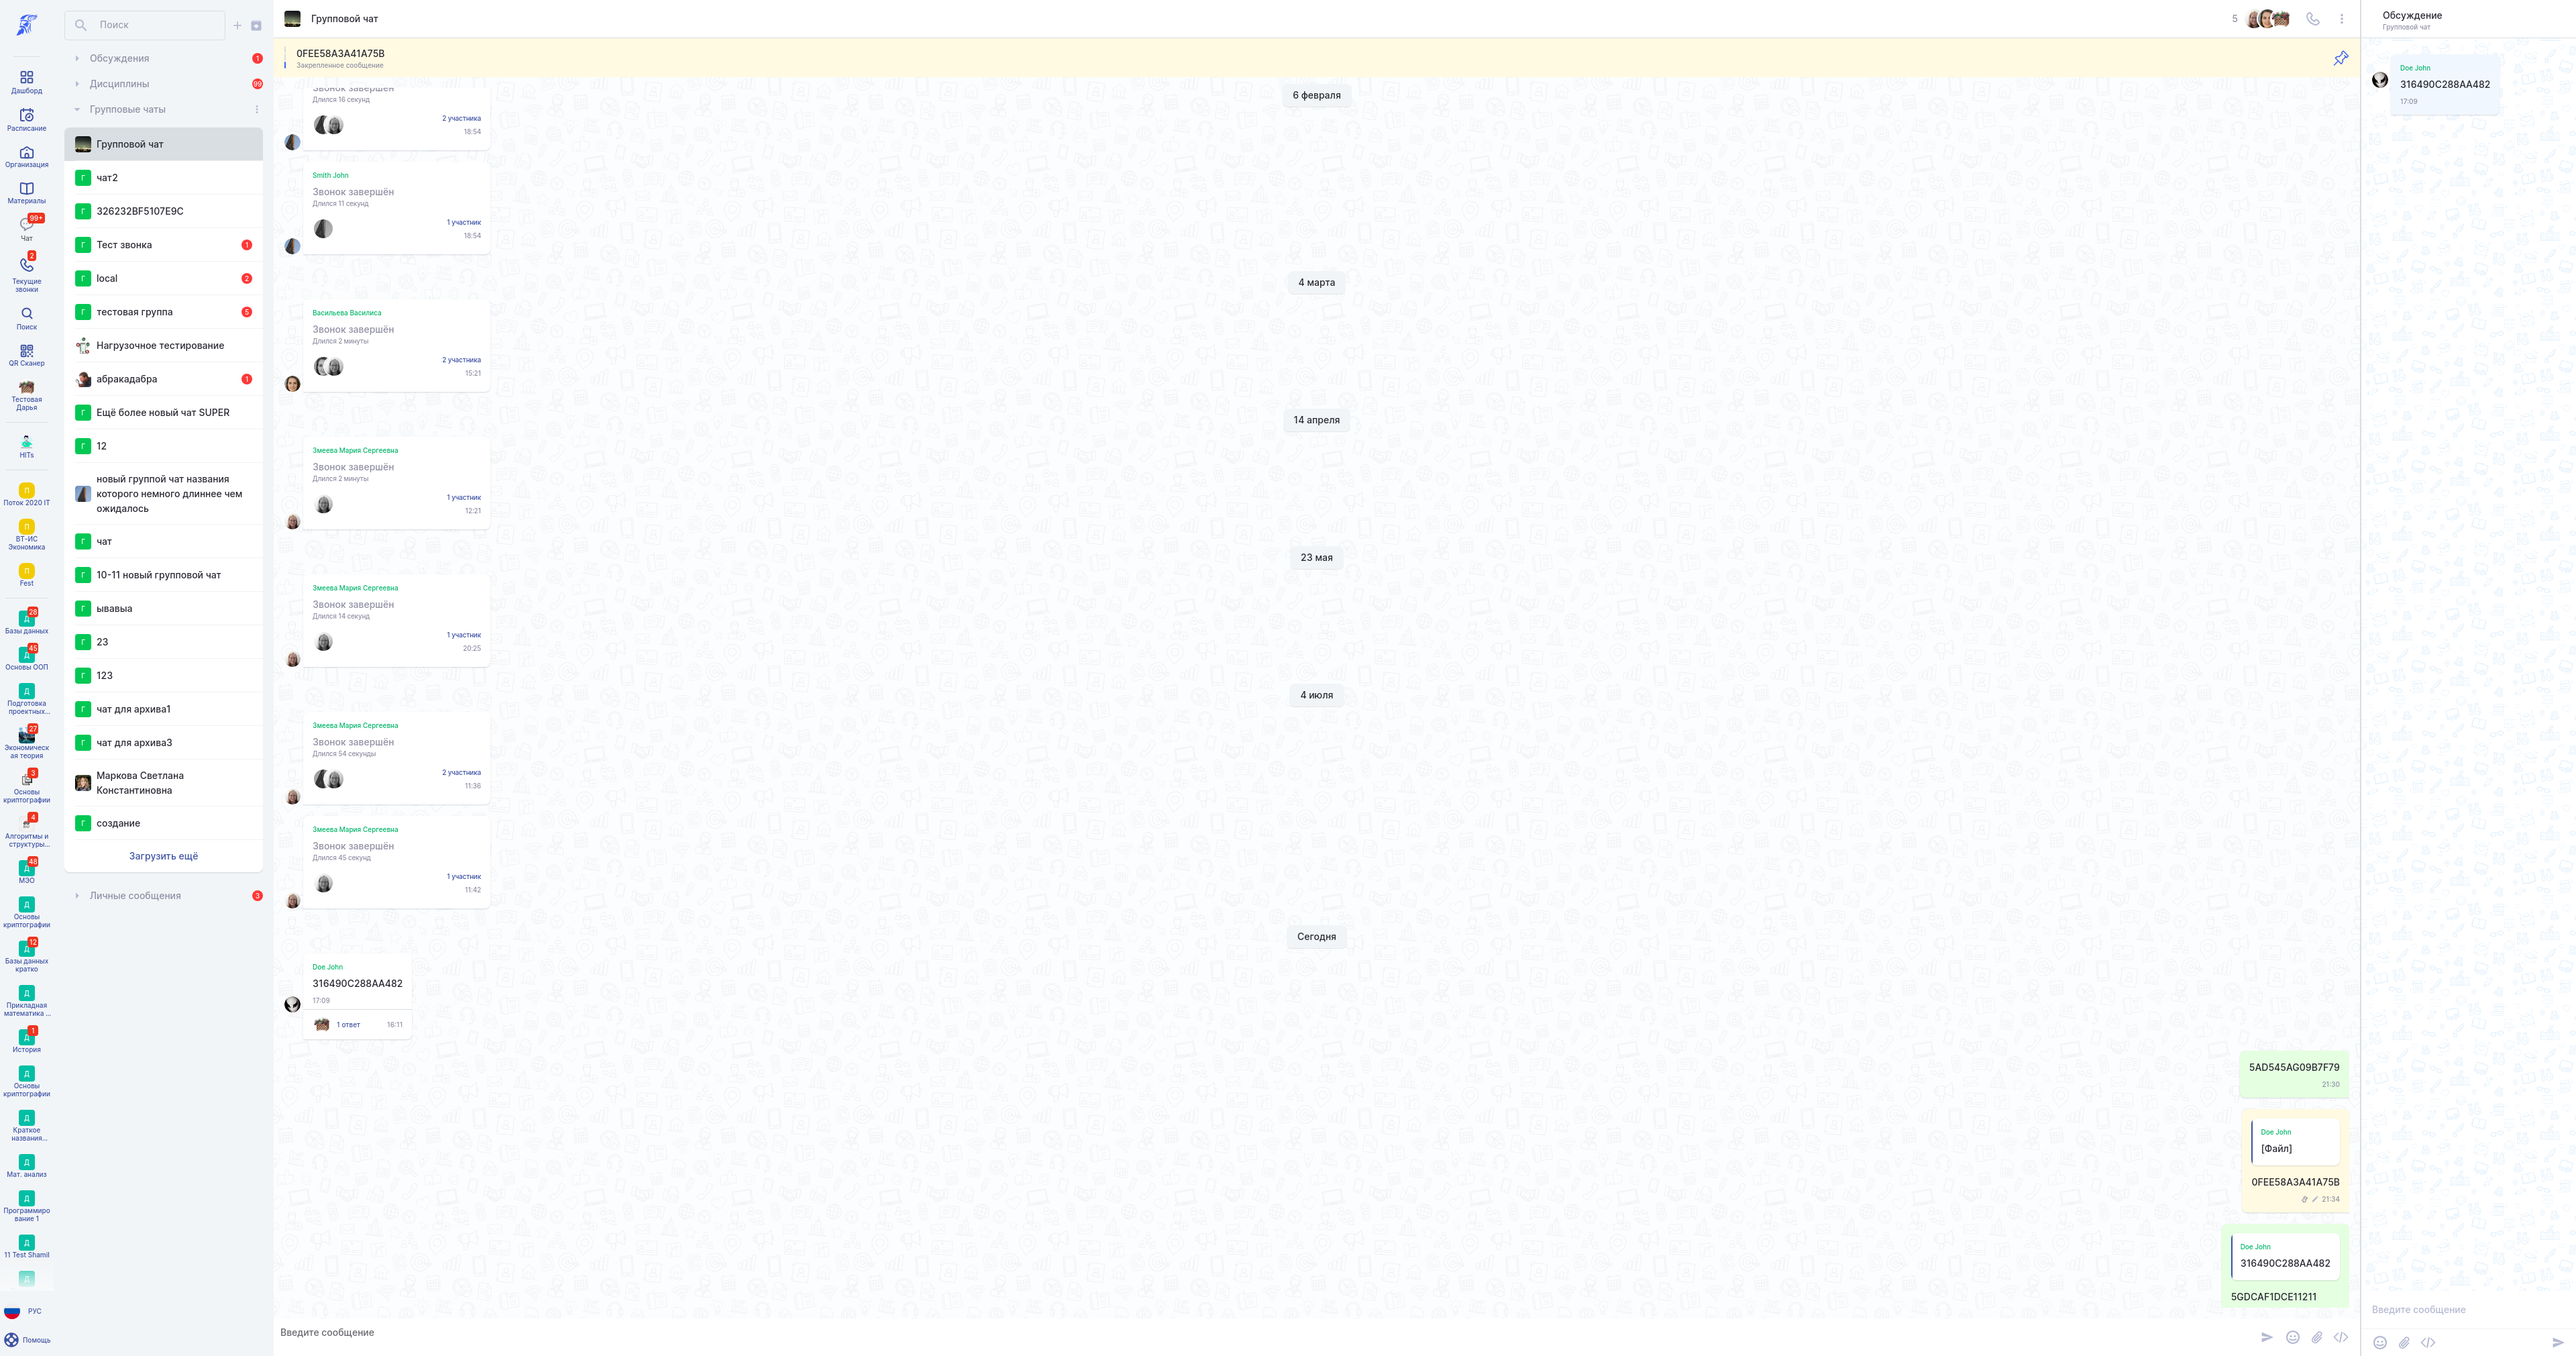 Дашборд
Расписание
Организация
Материалы
99+
Чат
2
Текущие
звонки
Поиск
QR Сканер
Тестовая
Дарья
HITs
П
Поток 2020 IT
П
ВТ-ИС
Экономика
П
Fest
28
Д
Базы данных
45
Д
Основы ООП
Д
Подготовка
проектных...
27
Экономическ
ая теория
3
Основы
криптографии
4
Алгоритмы и
структуры...
48
Д
МЭО
Д
Основы
криптографии
12
Д
Базы данных
кратко
Д
Прикладная
математика ...
1
Д
История
Д
Основы
криптографии
Д
Краткое
названия...
Д
Мат. анализ
Д
Программиро
вание 1
Д
11 Test Shamil
Д
РУС
Помощь
Поиск
Обсуждения 1
Дисциплины 99
Групповые чаты
Групповой чат
Г чат2
Г 326232BF5107E9C
Г Тест звонка 1
Г local 2
Г тестовая группа 5
Нагрузочное тестирование
абракадабра 1
Г Ещё более новый чат SUPER
Г 12
новый группой чат названия
которого немного длиннее чем
ожидалось
Г чат
Г 10-11 новый групповой чат
Г ывавыа
Г 23
Г 123
Г чат для архива1
Г чат для архива3
Маркова Светлана
Константиновна
Г создание
Загрузить ещё
Личные сообщения 3
Групповой чат 5
0FEE58A3A41A75B
Закрепленное сообщение
6 февраля
Звонок завершён
Длился 16 секунд
2 участника
18:54
Smith John
Звонок завершён
Длился 11 секунд
1 участник
18:54
4 марта
Васильева Василиса
Звонок завершён
Длился 2 минуты
2 участника
15:21
14 апреля
Змеева Мария Сергеевна
Звонок завершён
Длился 2 минуты
1 участник
12:21
23 мая
Змеева Мария Сергеевна
Звонок завершён
Длился 14 секунд
1 участник
20:25
4 июля
Змеева Мария Сергеевна
Звонок завершён
Длился 54 секунды
2 участника
11:36
Змеева Мария Сергеевна
Звонок завершён
Длился 45 секунд
1 участник
11:42
Сегодня
Doe John
316490C288AA482
17:09
1 ответ 16:11
5AD545AG09B7F79
21:30
Doe John
[Файл]
0FEE58A3A41A75B
21:34
Doe John
316490C288AA482
5GDCAF1DCE11211
Введите сообщение
Обсуждение
Групповой чат
Doe John
316490C288AA482
17:09
Введите сообщение